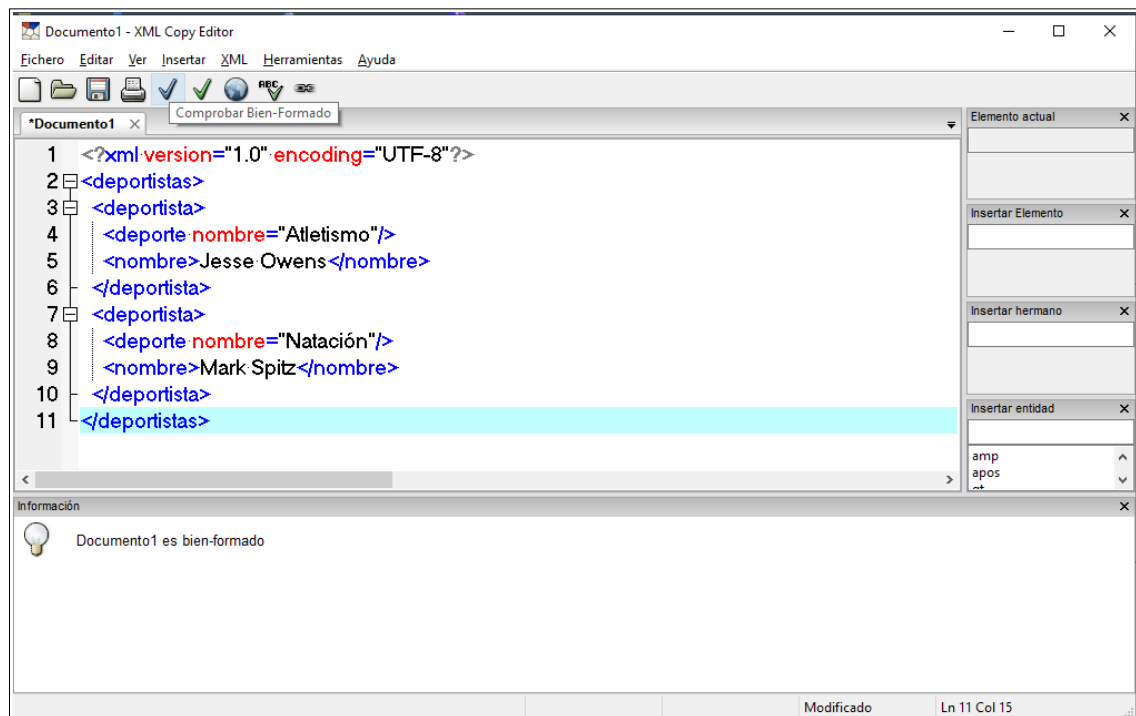 Documento1 - XML Copy Editor
Fichero Editar Ver Insertar XML Herramientas Ayuda
ABC
Comprobar Bien-Formado
*Documento1
1 <?xml version="1.0" encoding="UTF-8"?>
2 <deportistas>
3 <deportista>
4 <deporte nombre="Atletismo"/>
5 <nombre>Jesse Owens</nombre>
6 </deportista>
7 <deportista>
8 <deporte nombre="Natación"/>
9 <nombre>Mark Spitz</nombre>
10 </deportista>
11 </deportistas>
Elemento actual
Insertar Elemento
Insertar hermano
Insertar entidad
amp
apos
Información
Documento1 es bien-formado
Modificado Ln 11 Col 15